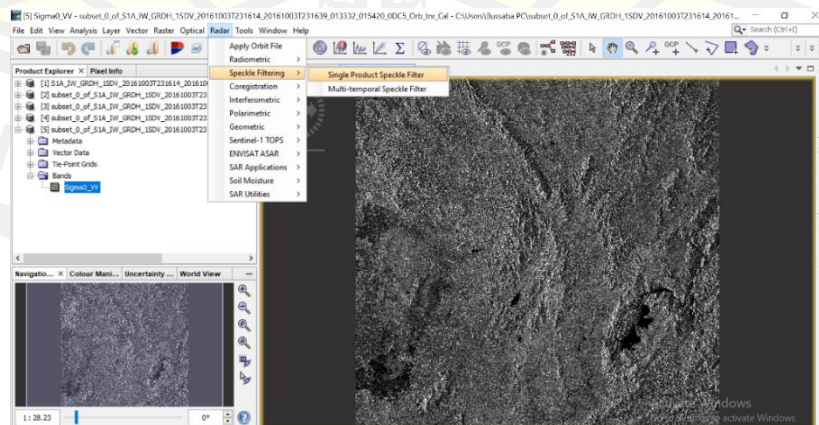 [5] Sigma0_VV - subset_0_of_S1A_IW_GRDH_1SDV_20161003T231614_20161003T231639_013332_015420_0DC5_Orb_tnr_Cal - C:\Users\Bussaba PC\subset_0_of_S1A_IW_GRDH_1SDV_20161003T231614_20161...
File Edit View Analysis Layer Vector Raster Optical Radar Tools Window Help
Search (Ctrl+I)
Apply Orbit File
Radiometric >
Speckle Filtering >
Coregistration >
Interferometric >
Polarimetric >
Geometric >
Sentinel-1 TOPS >
ENVISAT ASAR >
SAR Applications >
Soil Moisture >
SAR Utilities >
Single Product Speckle Filter
Multi-temporal Speckle Filter
GCP
Product Explorer × Pixel Info
[1] S1A_IW_GRDH_1SDV_20161003T231614_201610
[2] subset_0_of_S1A_IW_GRDH_1SDV_20161003T23
[3] subset_0_of_S1A_IW_GRDH_1SDV_20161003T23
[4] subset_0_of_S1A_IW_GRDH_1SDV_20161003T23
[5] subset_0_of_S1A_IW_GRDH_1SDV_20161003T23
Metadata
Vector Data
Tie-Point Grids
Bands
Sigma0_VV
Navigatio... × Colour Mani... Uncertainty ... World View
1 : 28.23
0°
Activate Windows
Go to Settings to activate Windows.